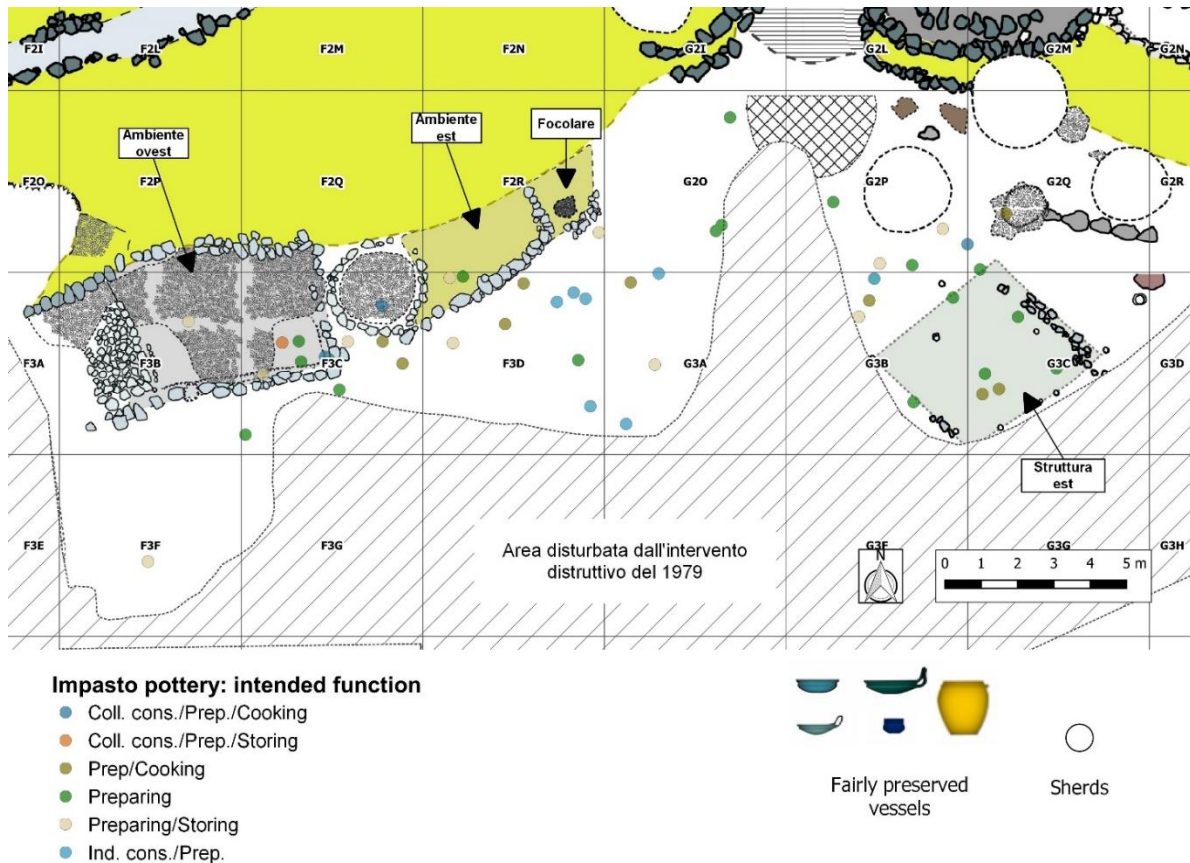 F2I F2L F2M F2N G2I G2L G2M G2N
Ambiente
ovest
Ambiente
est
Focolare
F2O F2P F2Q F2R G2O G2P G2Q G2R
F3A F3B F3C F3D G3A G3B G3C G3D
Struttura
est
F3E F3F F3G G3F G3G G3H
Area disturbata dall'intervento
distruttivo del 1979
N
0 1 2 3 4 5 m
Impasto pottery: intended function
Coll. cons./Prep./Cooking
Coll. cons./Prep./Storing
Prep/Cooking
Preparing
Preparing/Storing
Ind. cons./Prep.
Fairly preserved
vessels
Sherds